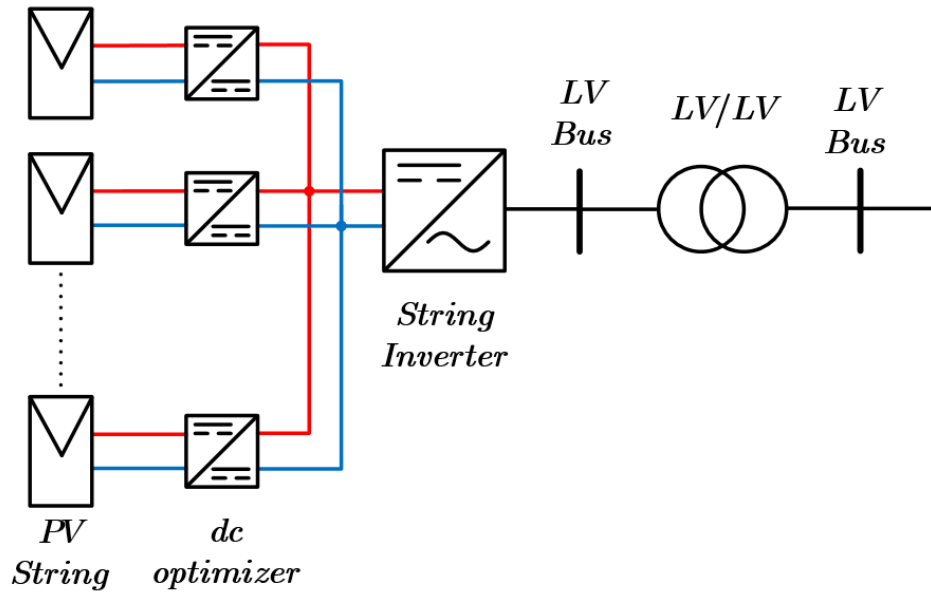 LV
Bus
LV/LV
LV
Bus
String
Inverter
PV
String
dc
optimizer